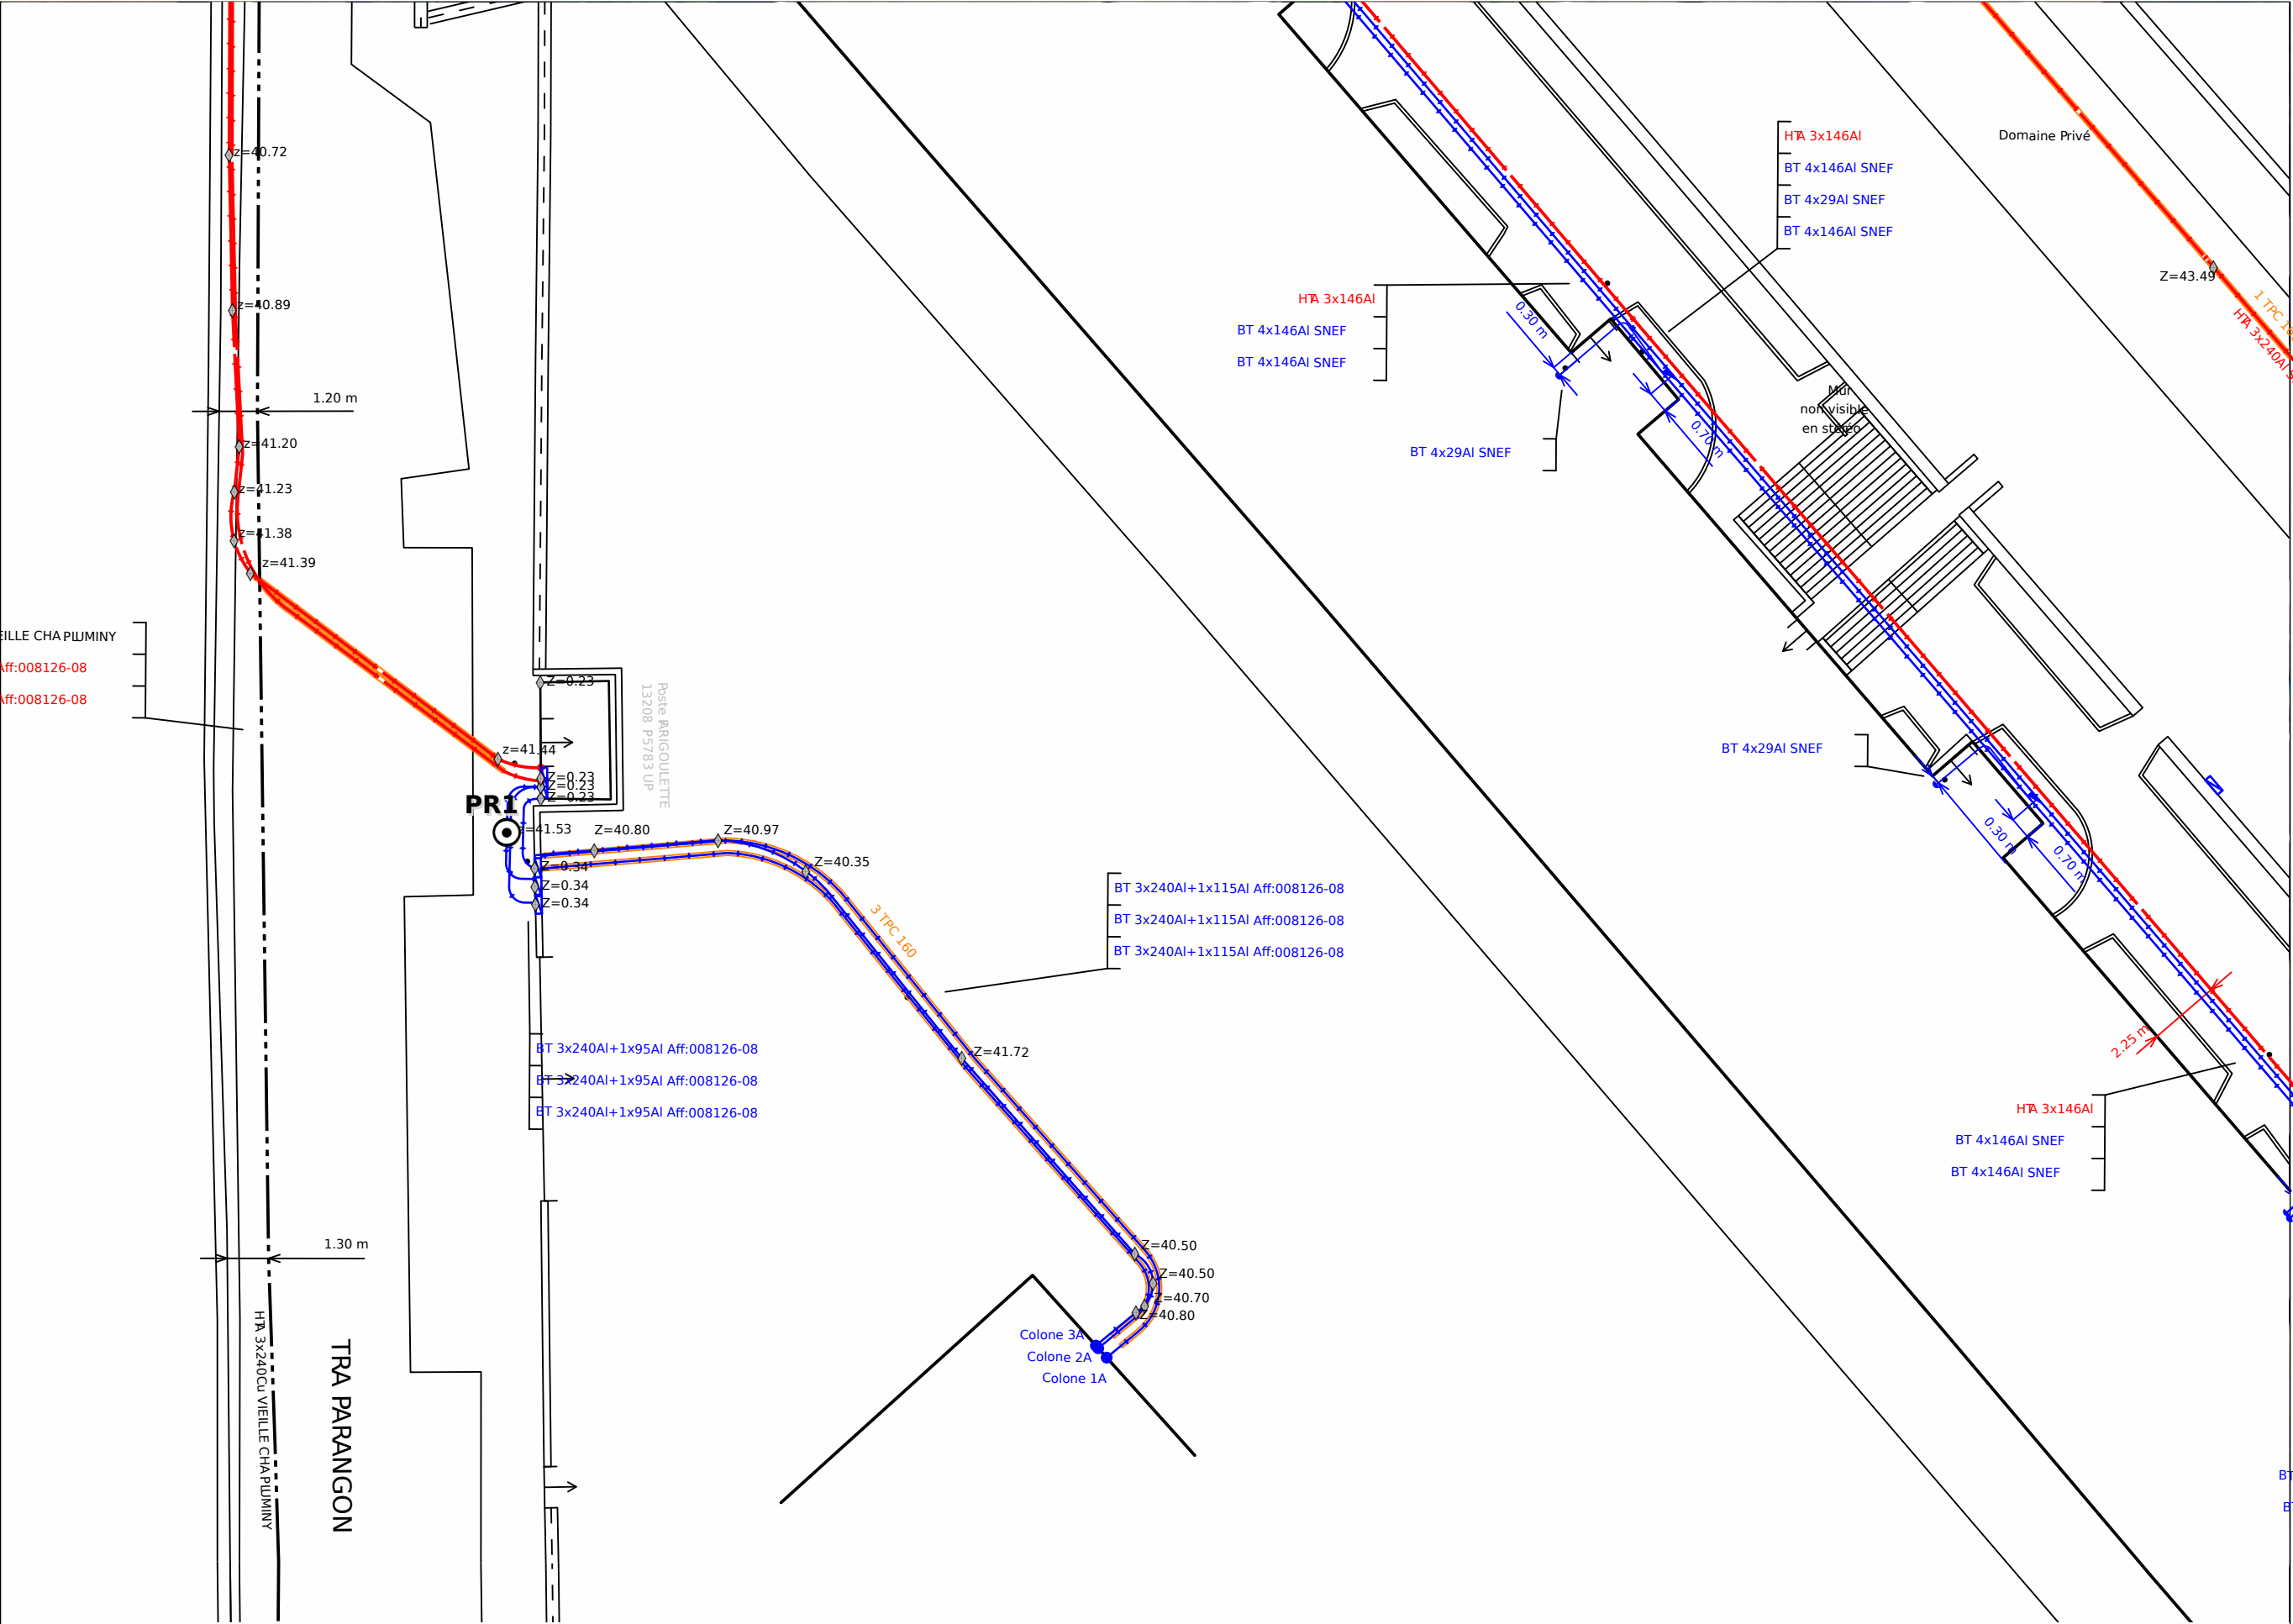 z=40.72
z=40.89
1.20 m
z=41.20
z=41.23
z=41.38
z=41.39
EILLE CHAPLUMINY
Aff:008126-08
Aff:008126-08
Z=0.23
Poste PARIGOULETTE
13208 P5783 UP
z=41.44
Z=0.23
Z=0.23
Z=0.23
PR1
=41.53
Z=40.80
Z=40.97
Z=40.35
Z=0.34
Z=0.34
Z=0.34
3 TPC 160
BT 3x240Al+1x115Al Aff:008126-08
BT 3x240Al+1x115Al Aff:008126-08
BT 3x240Al+1x115Al Aff:008126-08
Z=41.72
BT 3x240Al+1x95Al Aff:008126-08
BT 3x240Al+1x95Al Aff:008126-08
BT 3x240Al+1x95Al Aff:008126-08
1.30 m
HTA 3x240Cu VIEILLE CHAPLUMINY
TRA PARANGON
Z=40.50
Z=40.50
Z=40.70
Z=40.80
Colone 3A
Colone 2A
Colone 1A
HTA 3x146Al
BT 4x146Al SNEF
BT 4x29Al SNEF
BT 4x146Al SNEF
Domaine Privé
Z=43.49
HTA 3x146Al
BT 4x146Al SNEF
BT 4x146Al SNEF
0.30 m
0.70 m
BT 4x29Al SNEF
Mur
non visible
en stéréo
1 TPC
HTA 3x240Al
BT 4x29Al SNEF
0.30 m
0.70 m
2.25 m
HTA 3x146Al
BT 4x146Al SNEF
BT 4x146Al SNEF
BT